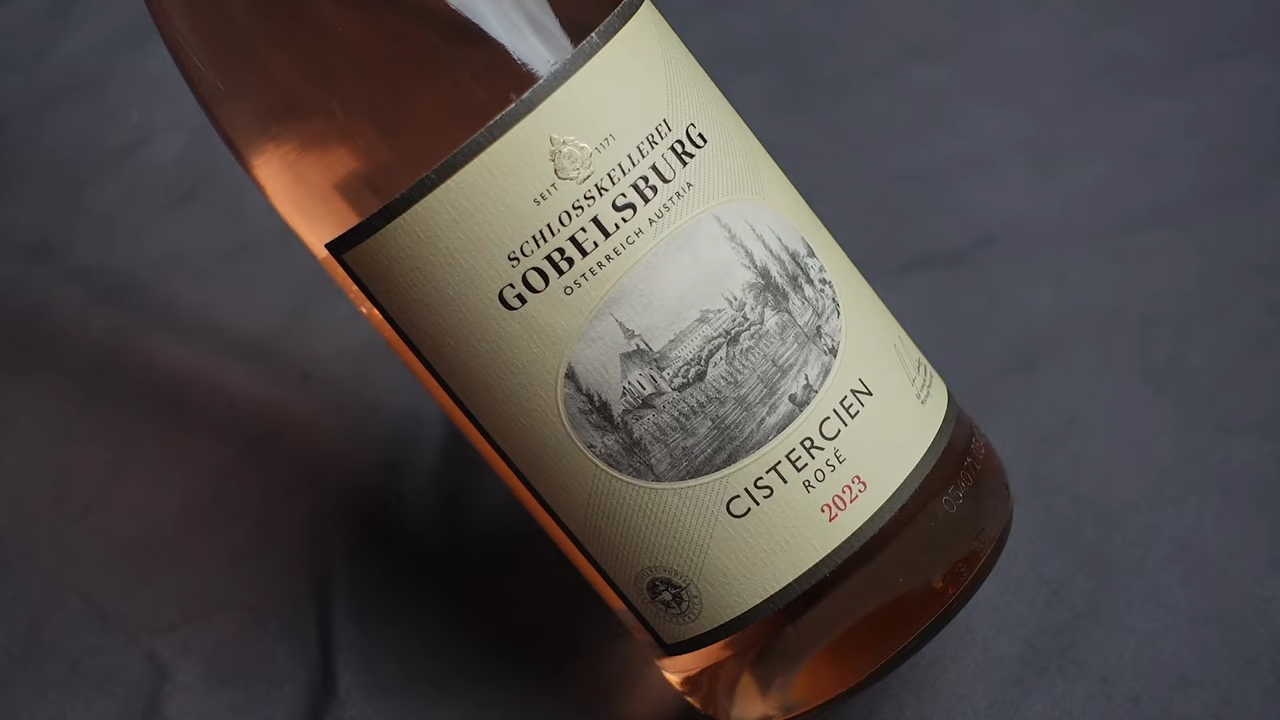 SEIT 1171
SCHLOSSKELLEREI
GOBELSBURG
ÖSTERREICH AUSTRIA
CISTERCIEN
ROSÉ
2023